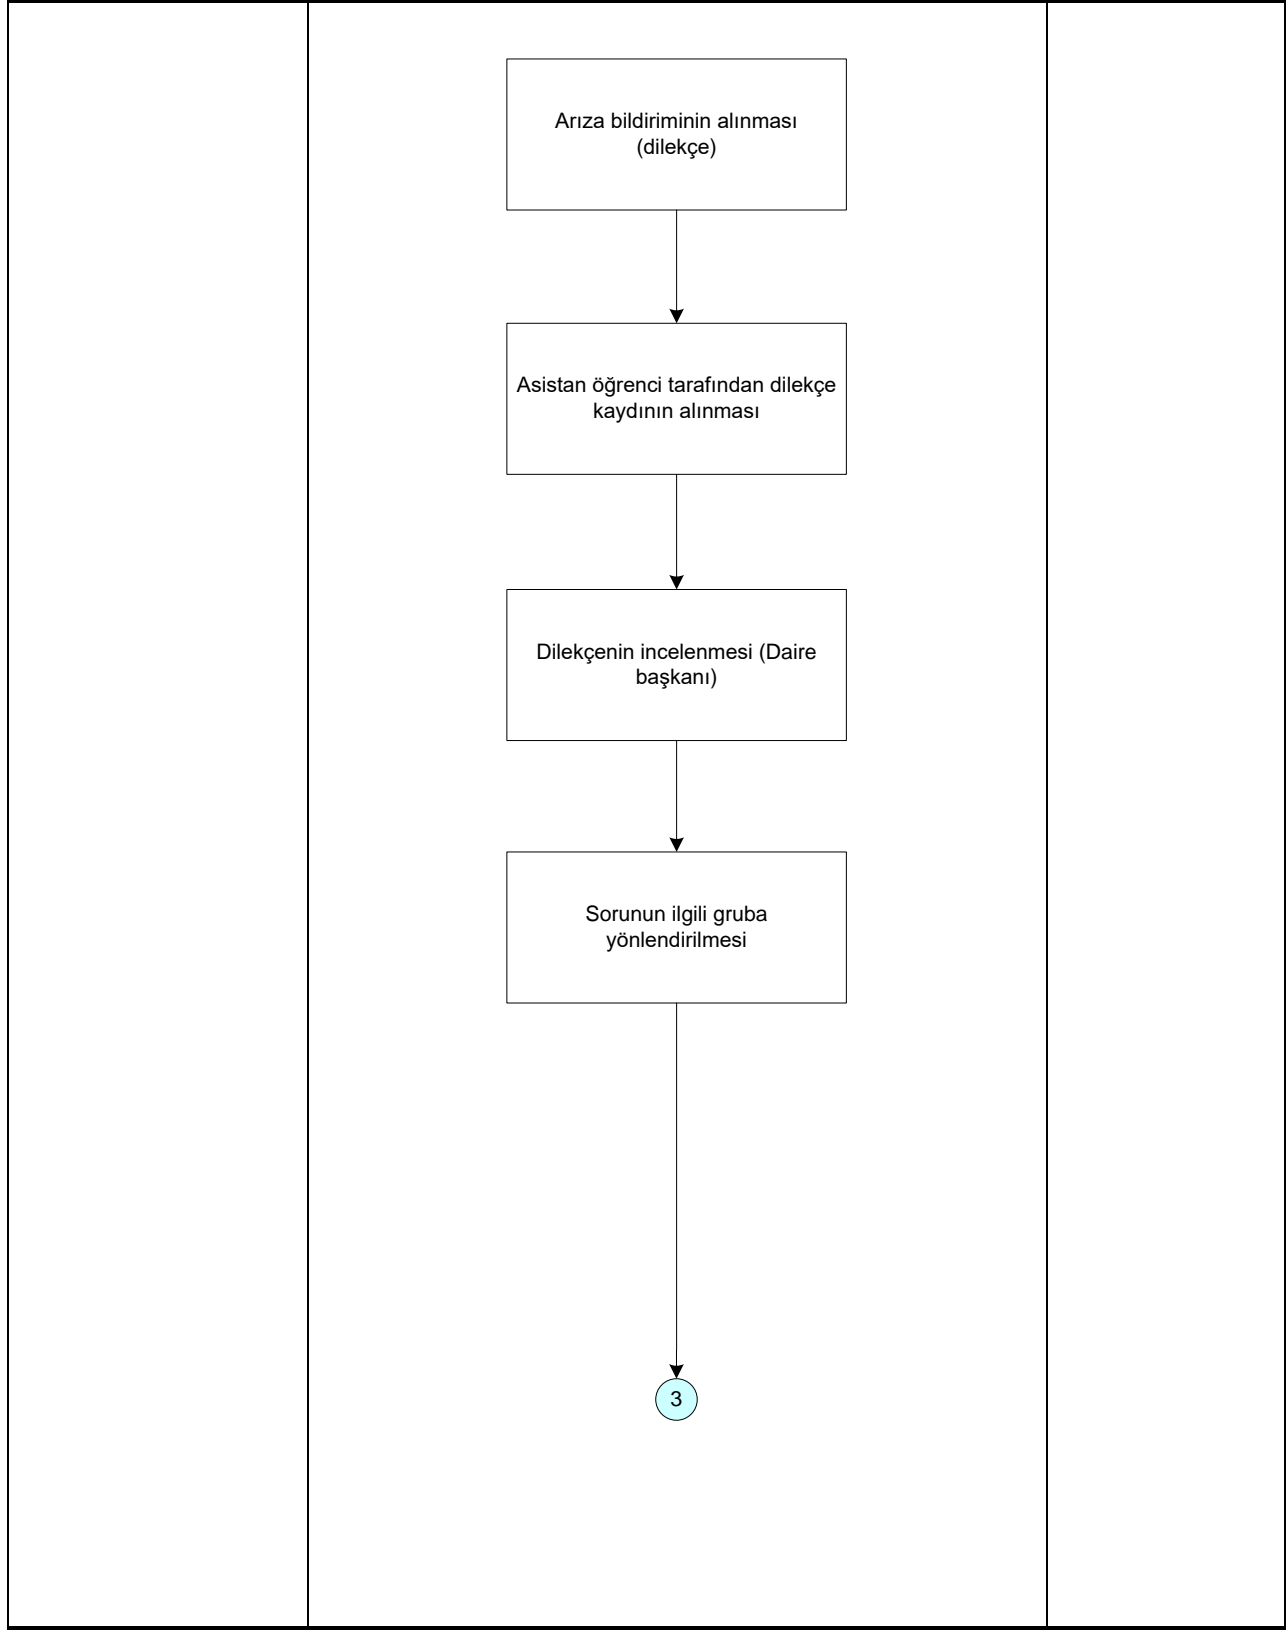 Arıza bildiriminin alınması
(dilekçe)
Asistan öğrenci tarafından dilekçe
kaydının alınması
Dilekçenin incelenmesi (Daire
başkanı)
Sorunun ilgili gruba
yönlendirilmesi
3